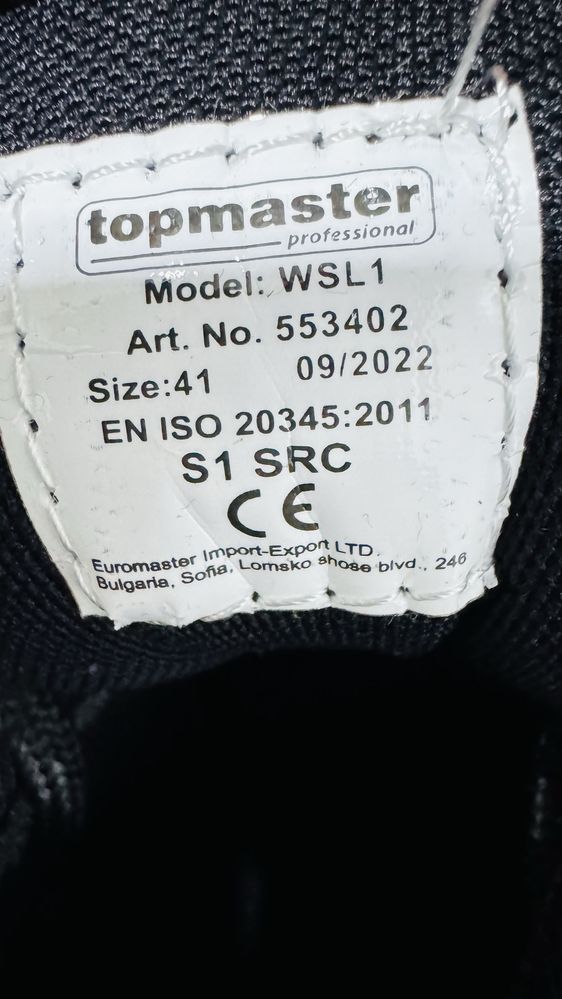 topmaster
professional
Model: WSL1
Art. No. 553402
Size:41 09/2022
EN ISO 20345:2011
S1 SRC
CE
Euromaster Import-Export LTD.
Bulgaria, Sofia, Lomsko shose blvd., 246